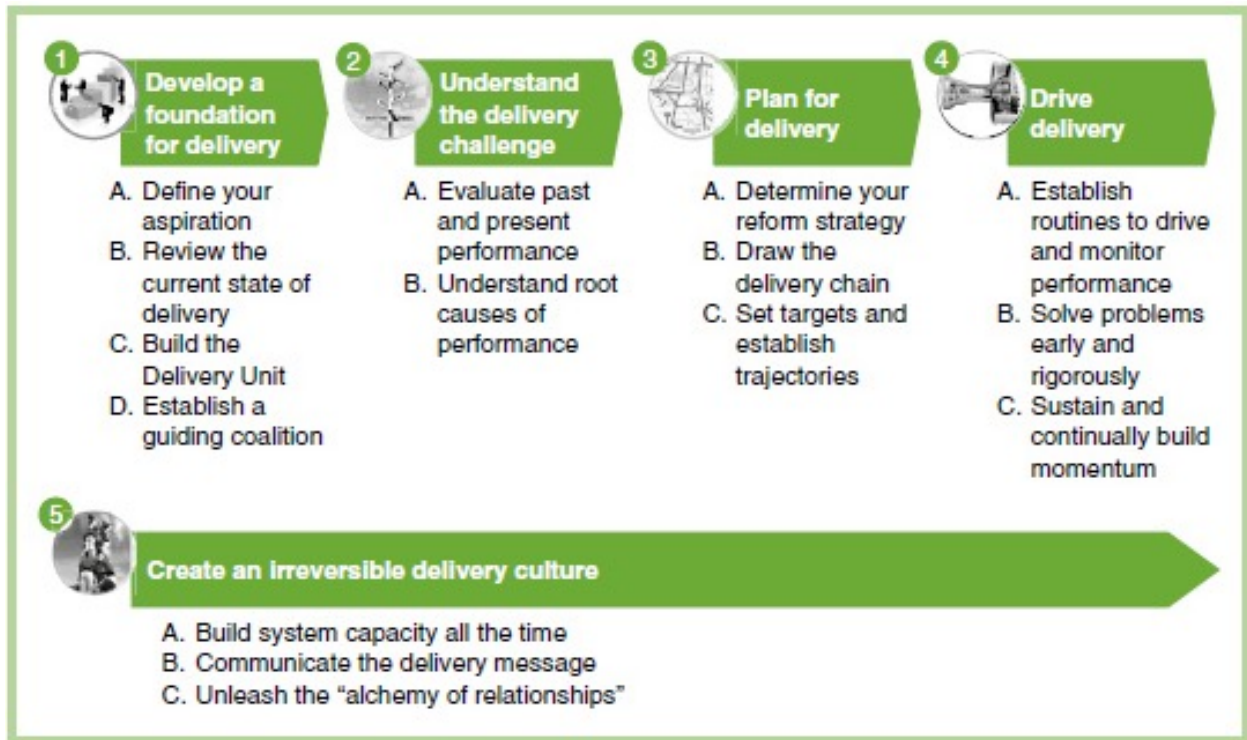 1
Develop a
foundation
for delivery
A. Define your
aspiration
B. Review the
current state of
delivery
C. Build the
Delivery Unit
D. Establish a
guiding coalition
2
Understand
the delivery
challenge
A. Evaluate past
and present
performance
B. Understand root
causes of
performance
3
Plan for
delivery
A. Determine your
reform strategy
B. Draw the
delivery chain
C. Set targets and
establish
trajectories
4
Drive
delivery
A. Establish
routines to drive
and monitor
performance
B. Solve problems
early and
rigorously
C. Sustain and
continually build
momentum
5
Create an irreversible delivery culture
A. Build system capacity all the time
B. Communicate the delivery message
C. Unleash the “alchemy of relationships”